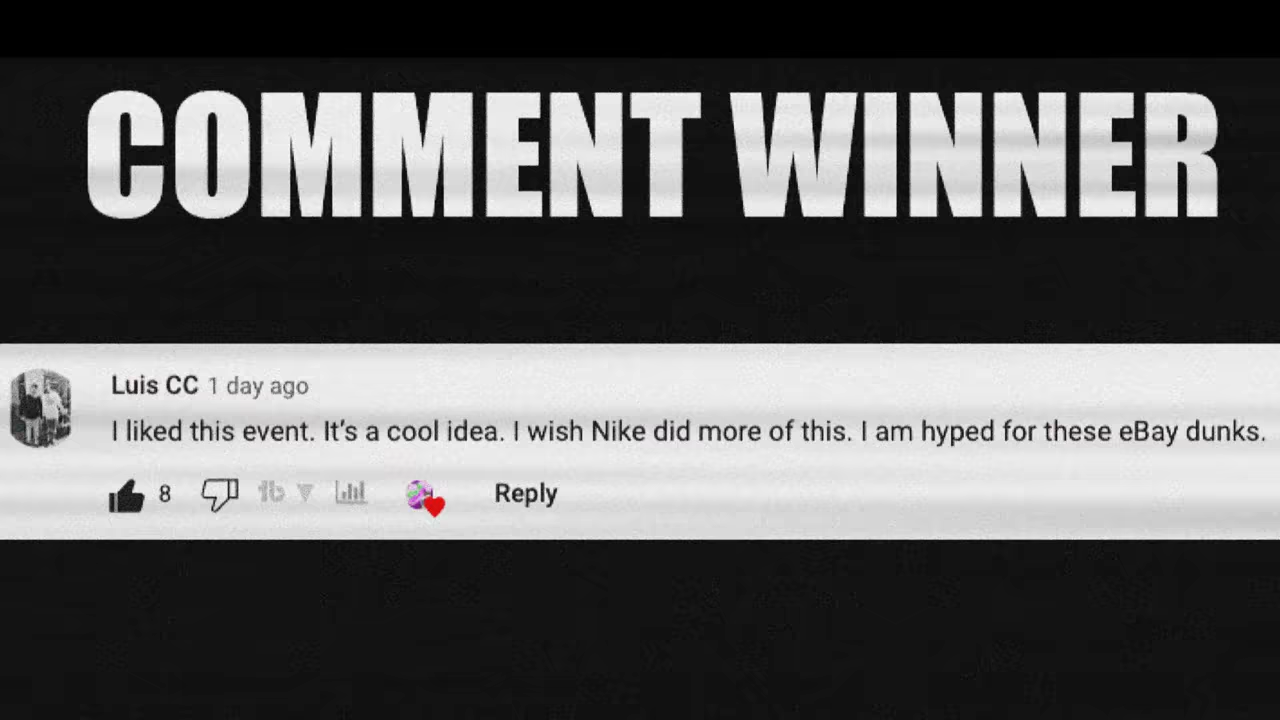 COMMENT WINNER
Luis CC 1 day ago
I liked this event. It's a cool idea. I wish Nike did more of this. I am hyped for these eBay dunks.
8 tb Reply